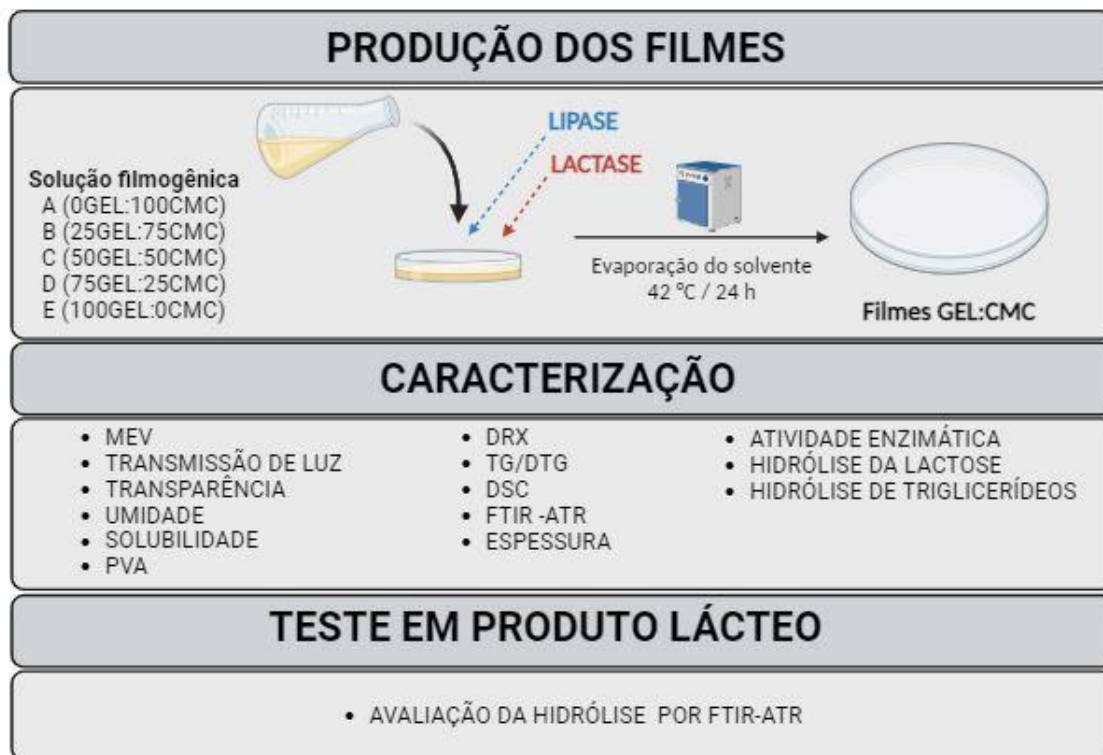 PRODUÇÃO DOS FILMES
LIPASE
LACTASE
Solução filmogênica
A (0GEL:100CMC)
B (25GEL:75CMC)
C (50GEL:50CMC)
D (75GEL:25CMC)
E (100GEL:0CMC)
Evaporação do solvente
42 °C / 24 h
Filmes GEL:CMC
CARACTERIZAÇÃO
• MEV
• TRANSMISSÃO DE LUZ
• TRANSPARÊNCIA
• UMIDADE
• SOLUBILIDADE
• PVA
• DRX
• TG/DTG
• DSC
• FTIR -ATR
• ESPESSURA
• ATIVIDADE ENZIMÁTICA
• HIDRÓLISE DA LACTOSE
• HIDRÓLISE DE TRIGLICERÍDEOS
TESTE EM PRODUTO LÁCTEO
• AVALIAÇÃO DA HIDRÓLISE POR FTIR-ATR